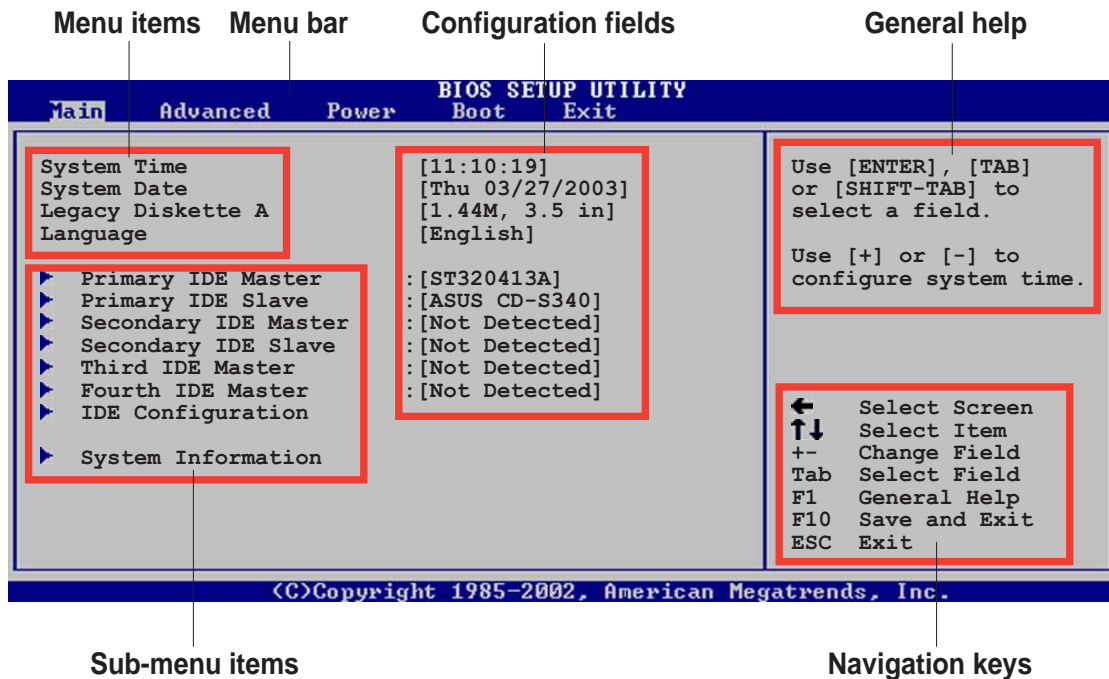 Menu items Menu bar Configuration fields General help
BIOS SETUP UTILITY
Main Advanced Power Boot Exit
System Time [11:10:19]
System Date [Thu 03/27/2003]
Legacy Diskette A [1.44M, 3.5 in]
Language [English]
Primary IDE Master :[ST320413A]
Primary IDE Slave :[ASUS CD-S340]
Secondary IDE Master :[Not Detected]
Secondary IDE Slave :[Not Detected]
Third IDE Master :[Not Detected]
Fourth IDE Master :[Not Detected]
IDE Configuration
System Information
Use [ENTER], [TAB]
or [SHIFT-TAB] to
select a field.
Use [+] or [-] to
configure system time.
← Select Screen
↑↓ Select Item
+- Change Field
Tab Select Field
F1 General Help
F10 Save and Exit
ESC Exit
(C)Copyright 1985-2002, American Megatrends, Inc.
Sub-menu items Navigation keys